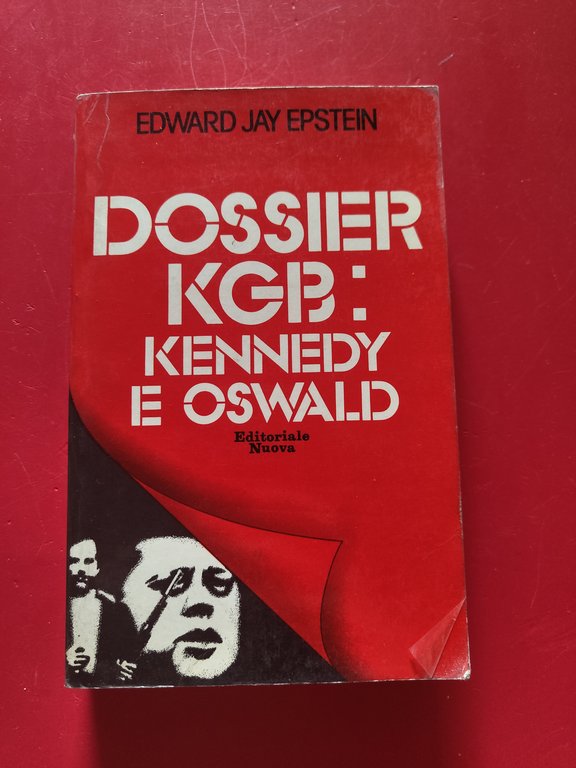 EDWARD JAY EPSTEIN
DOSSIER
KGB:
KENNEDY
E OSWALD
Editoriale
Nuova